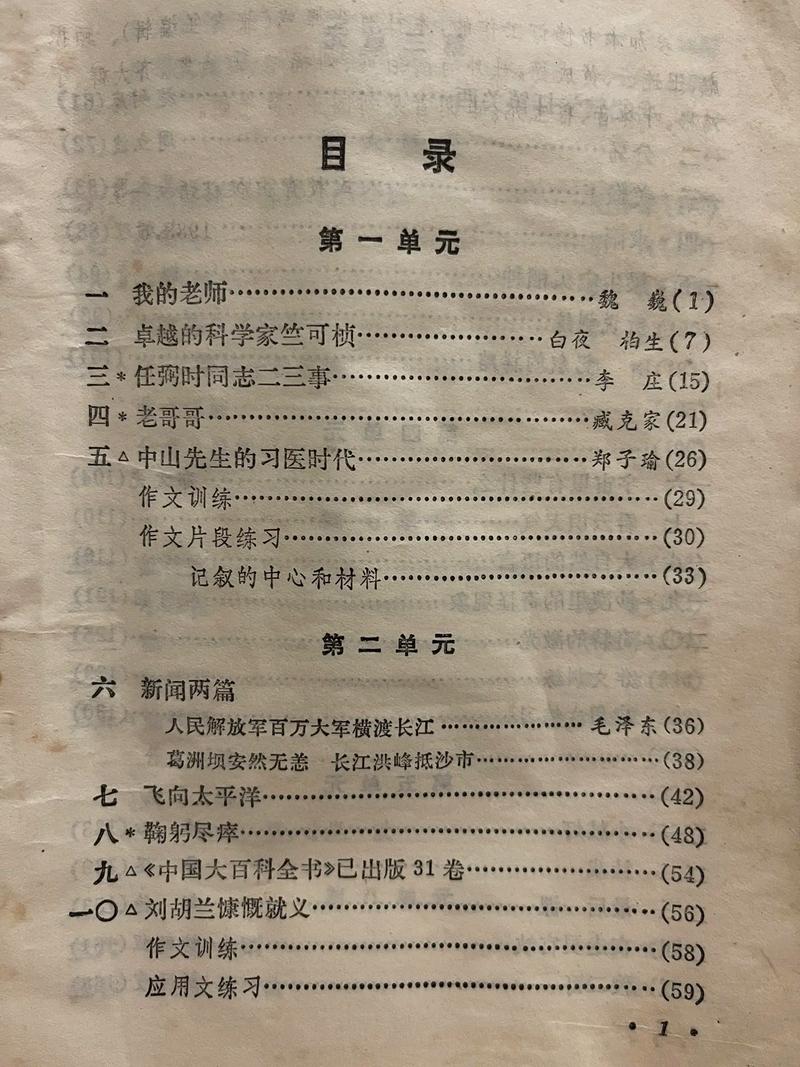 目 录
第一单元
一 我的老师……魏 巍(1)
二 卓越的科学家竺可桢……白夜 柏生(7)
三*任弼时同志二三事……李 庄(15)
四*老哥哥……臧克家(21)
五△中山先生的习医时代……郑子瑜(26)
作文训练……(29)
作文片段练习……(30)
记叙的中心和材料……(33)
第二单元
六 新闻两篇
人民解放军百万大军横渡长江……毛泽东(36)
葛洲坝安然无恙 长江洪峰抵沙市……(38)
七 飞向太平洋……(42)
八*鞠躬尽瘁……(48)
九△《中国大百科全书》已出版31卷……(54)
一〇△刘胡兰慷慨就义……(56)
作文训练……(58)
应用文练习……(59)
·1·